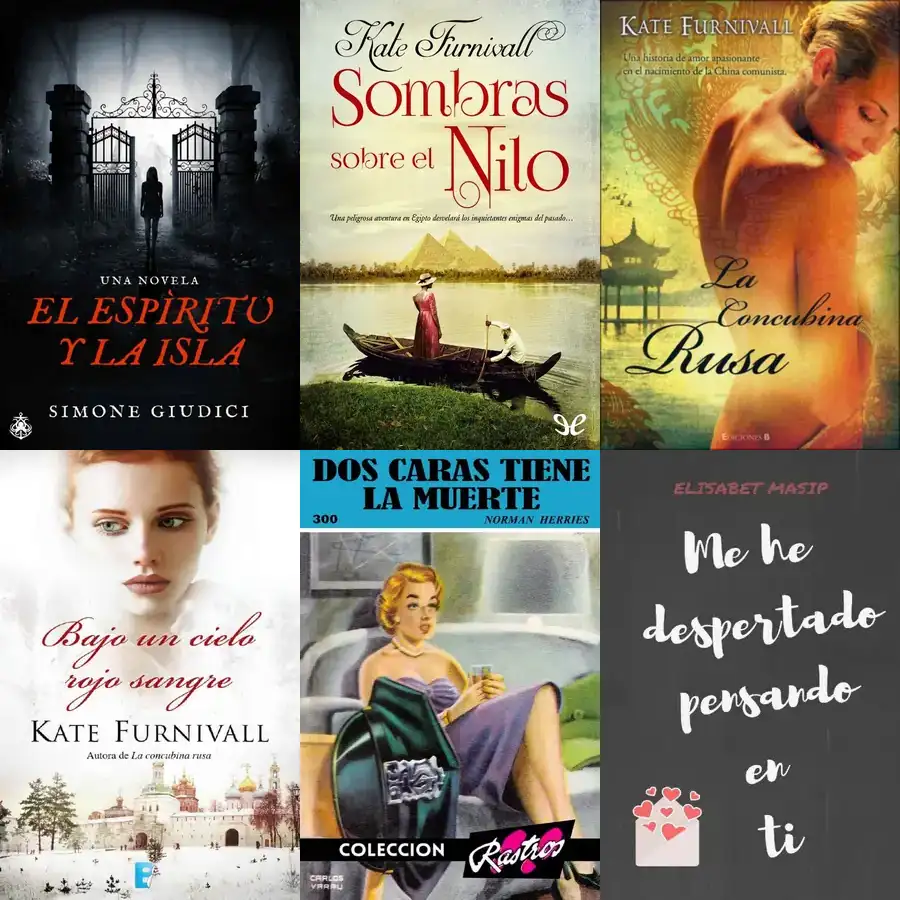 UNA NOVELA
EL ESPÌRITU
Y LA ISLA
SIMONE GIUDICI
Kate Furnivall
Sombras
sobre el Nilo
Una peligrosa aventura en Egipto desvelará los inquietantes enigmas del pasado...
KATE FURNIVALL
Una historia de amor apasionante
en el nacimiento de la China comunista.
La
Concubina
Rusa
EDICIONES B
Bajo un cielo
rojo sangre
KATE FURNIVALL
Autora de La concubina rusa
B
DOS CARAS TIENE
LA MUERTE
300 NORMAN HERRIES
COLECCION Rastros
CARLOS
ELISABET MASIP
Me he
despertado
pensando
en
ti